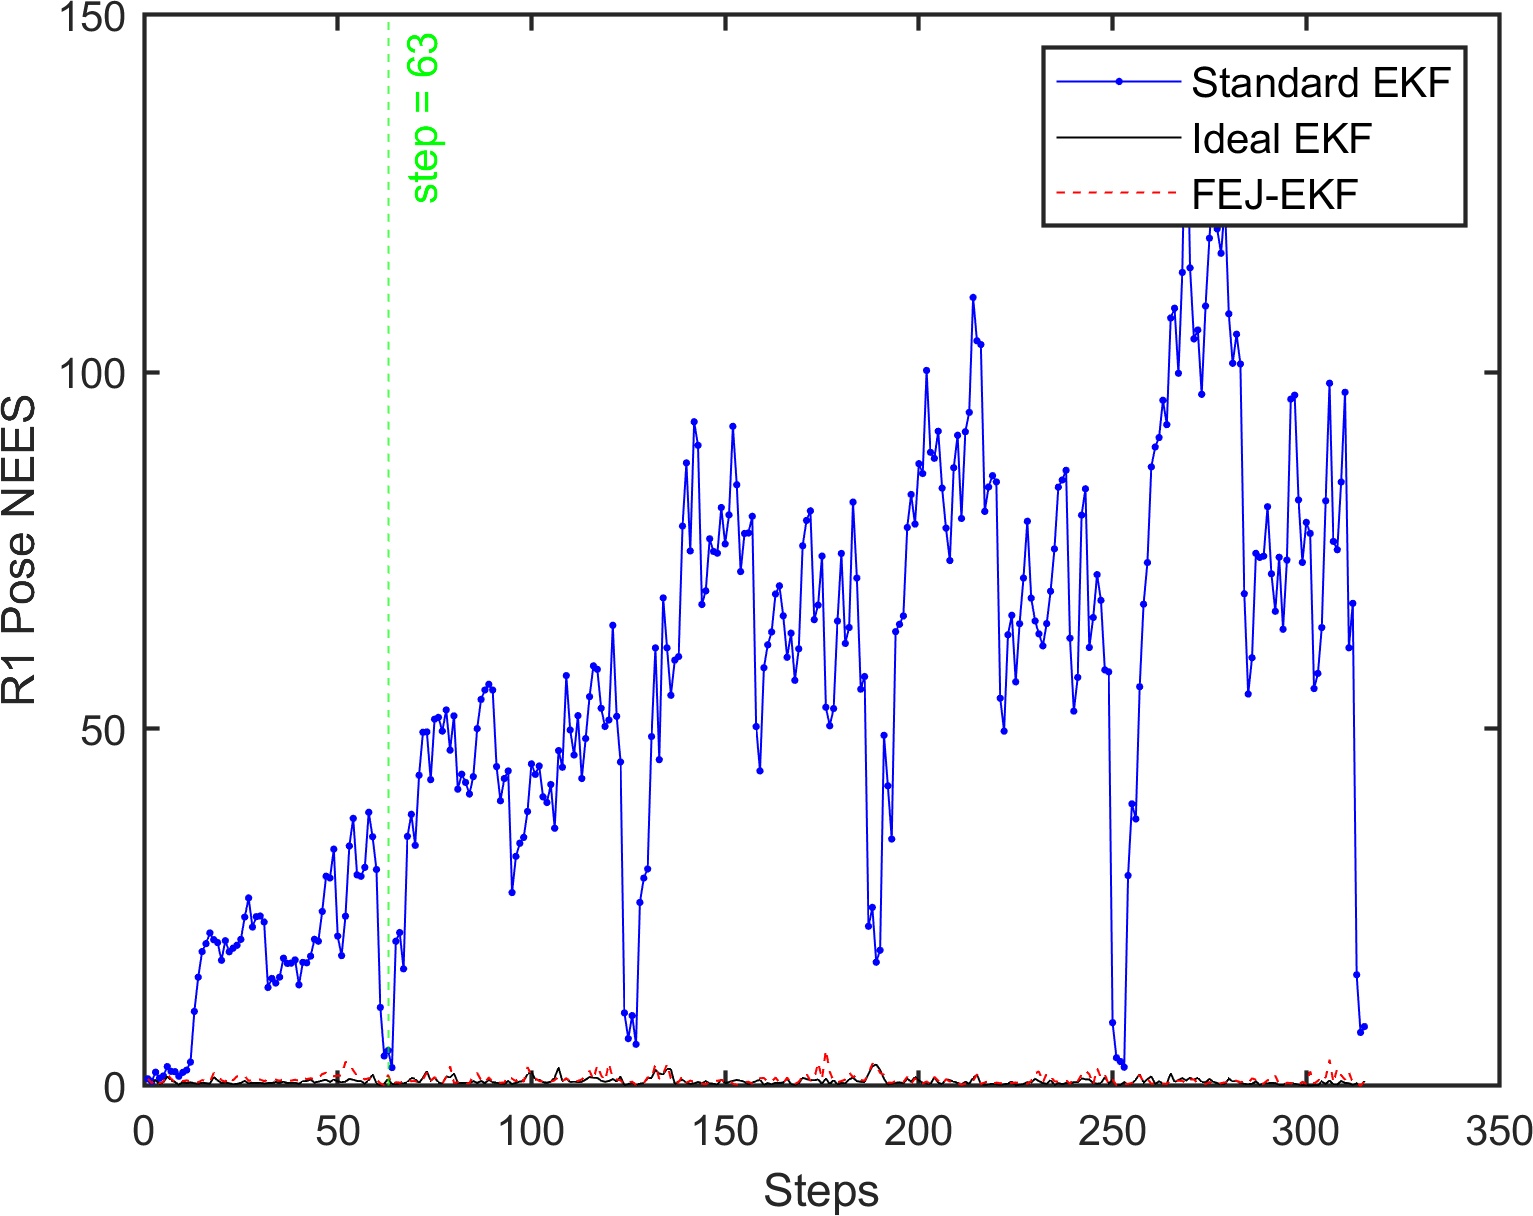 150
100
50
0
R1 Pose NEES
step = 63
Standard EKF
Ideal EKF
FEJ-EKF
0 50 100 150 200 250 300 350
Steps